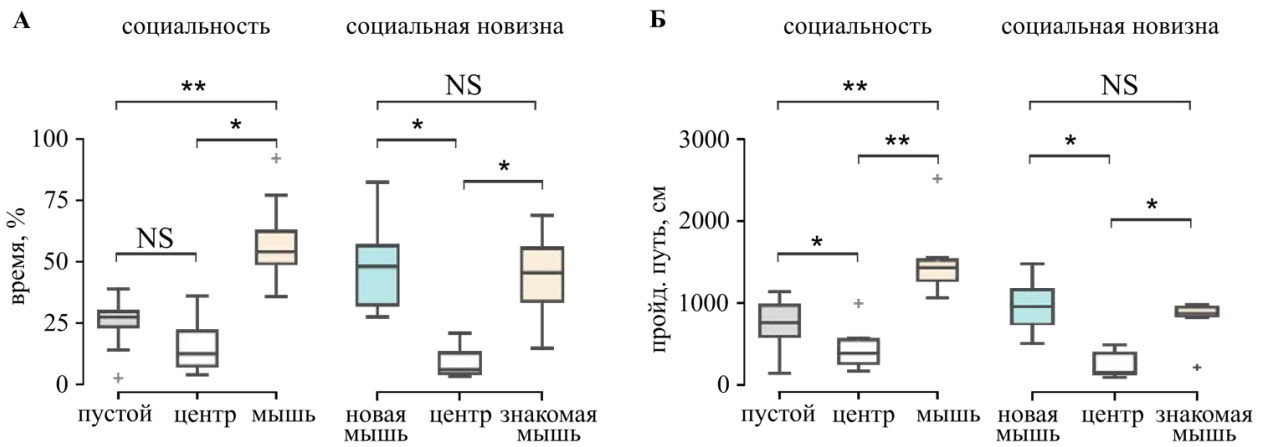 А
социальность
социальная новизна
**
NS
*
*
*
NS
время, %
100
75
50
25
0
пустой
центр
мышь
новая
мышь
центр
знакомая
мышь
Б
социальность
социальная новизна
**
NS
**
*
*
*
пройд. путь, см
3000
2000
1000
0
пустой
центр
мышь
новая
мышь
центр
знакомая
мышь